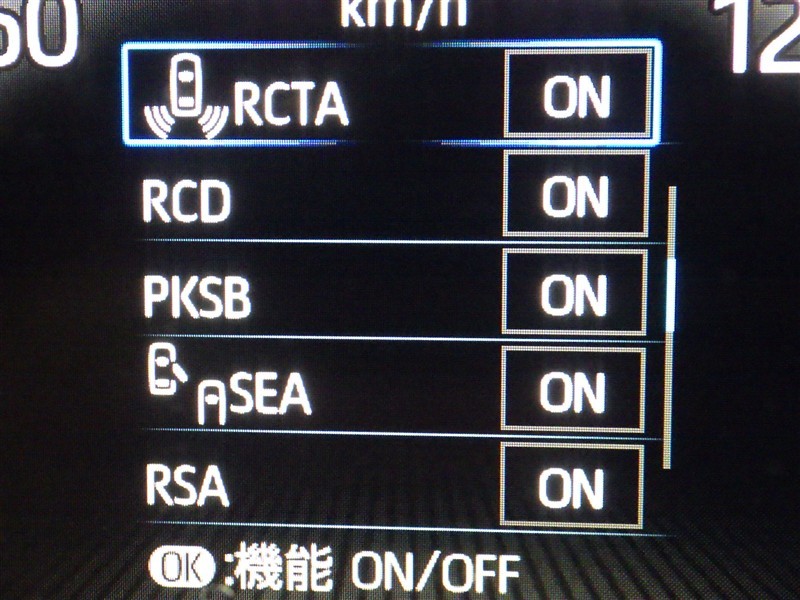 km/h
RCTA ON
RCD ON
PKSB ON
SEA ON
RSA ON
OK:機能 ON/OFF